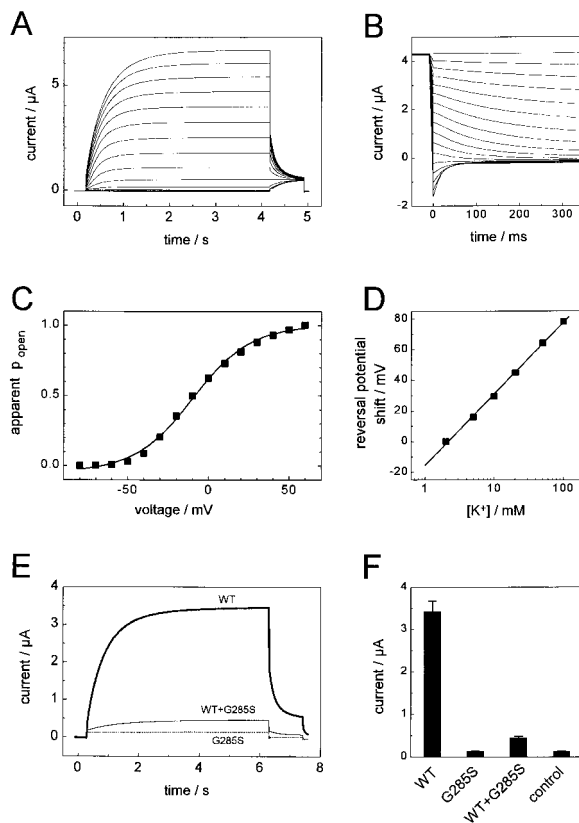 A
current / µA
5
0
0 1 2 3 4 5
time / s
B
current / µA
4
2
0
-2
0 100 200 300
time / ms
C
apparent p open
1.0
0.5
0.0
-50 0 50
voltage / mV
D
reversal potential
shift / mV
80
60
40
20
0
-20
1 10 100
[K+] / mM
E
current / µA
4
3
2
1
0
WT
WT+G285S
G285S
0 2 4 6 8
time / s
F
current / µA
4
3
2
1
0
WT
G285S
WT+G285S
control